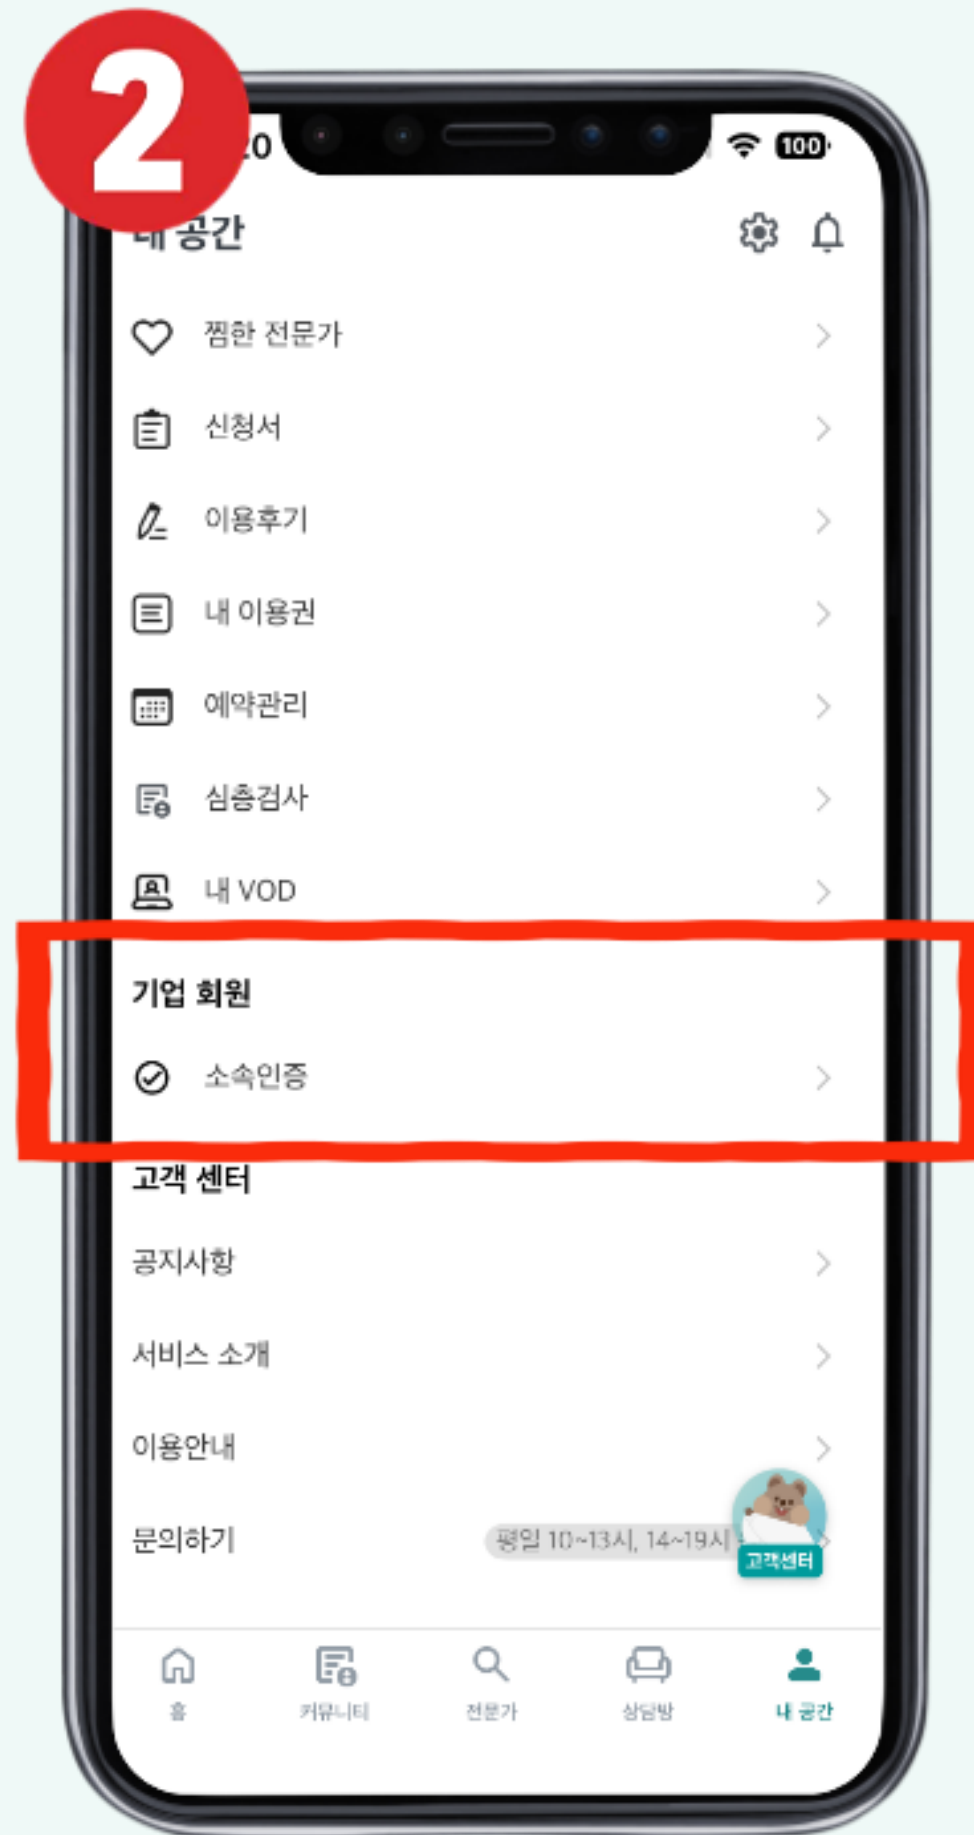 2
20
100
내 공간
찜한 전문가
신청서
이용후기
내 이용권
예약관리
심층검사
내 VOD
기업 회원
소속인증
고객 센터
공지사항
서비스 소개
이용안내
문의하기 평일 10~13시, 14~19시
고객센터
홈 커뮤니티 전문가 상담방 내 공간